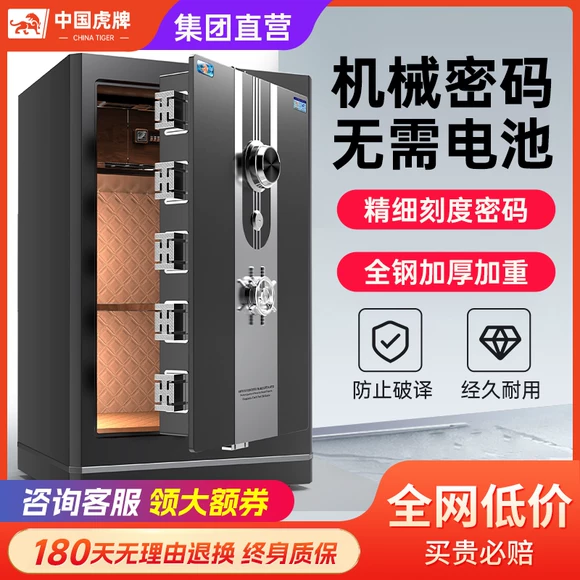 中国虎牌
CHINA TIGER
集团直营
机械密码
无需电池
精细刻度密码
全钢加厚加重
防止破译
经久耐用
咨询客服 领大额券
180天无理由退换 终身质保
全网低价
买贵必赔